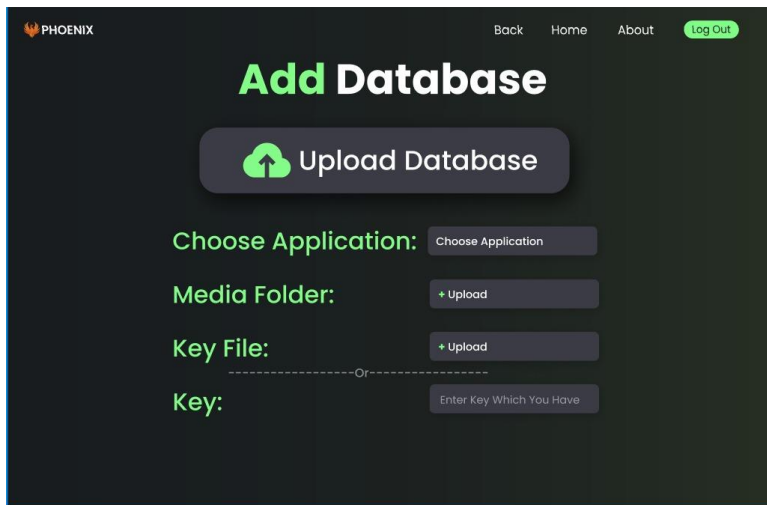 PHOENIX Back Home About Log Out
Add Database
Upload Database
Choose Application: Choose Application
Media Folder: + Upload
Key File: + Upload
-------------------Or------------------
Key: Enter Key Which You Have